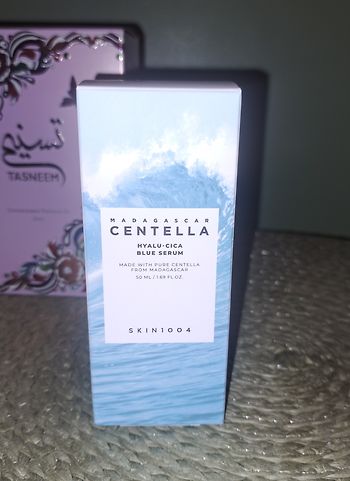 تسنيم
TASNEEM
MADAGASCAR
CENTELLA
HYALU-CICA
BLUE SERUM
MADE WITH PURE CENTELLA
FROM MADAGASCAR
50 ML / 1.69 FL.OZ
SKIN1004